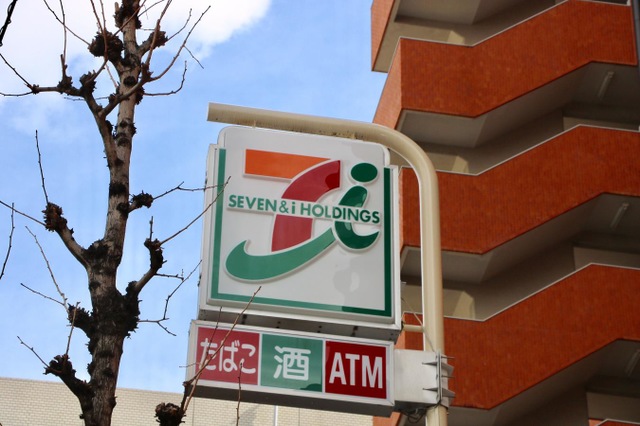 SEVEN&i HOLDINGS
たばこ 酒 ATM